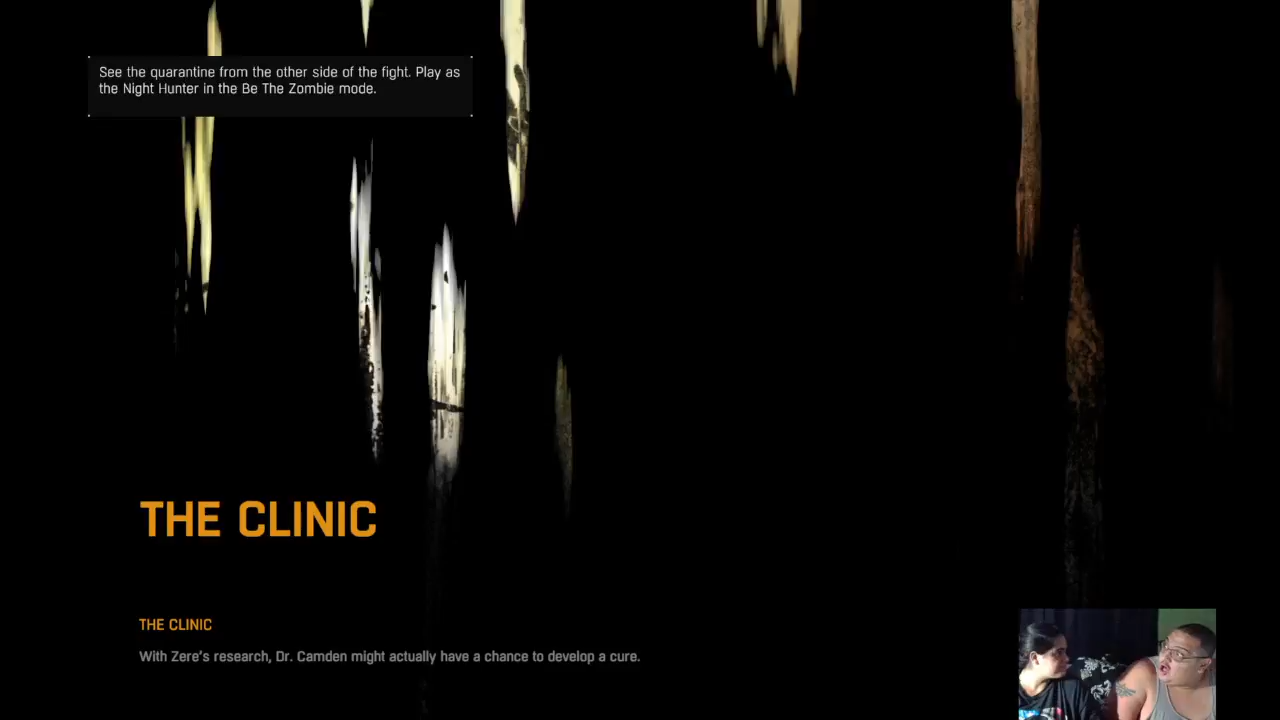 See the quarantine from the other side of the fight. Play as
the Night Hunter in the Be The Zombie mode.
THE CLINIC
THE CLINIC
With Zere's research, Dr. Camden might actually have a chance to develop a cure.